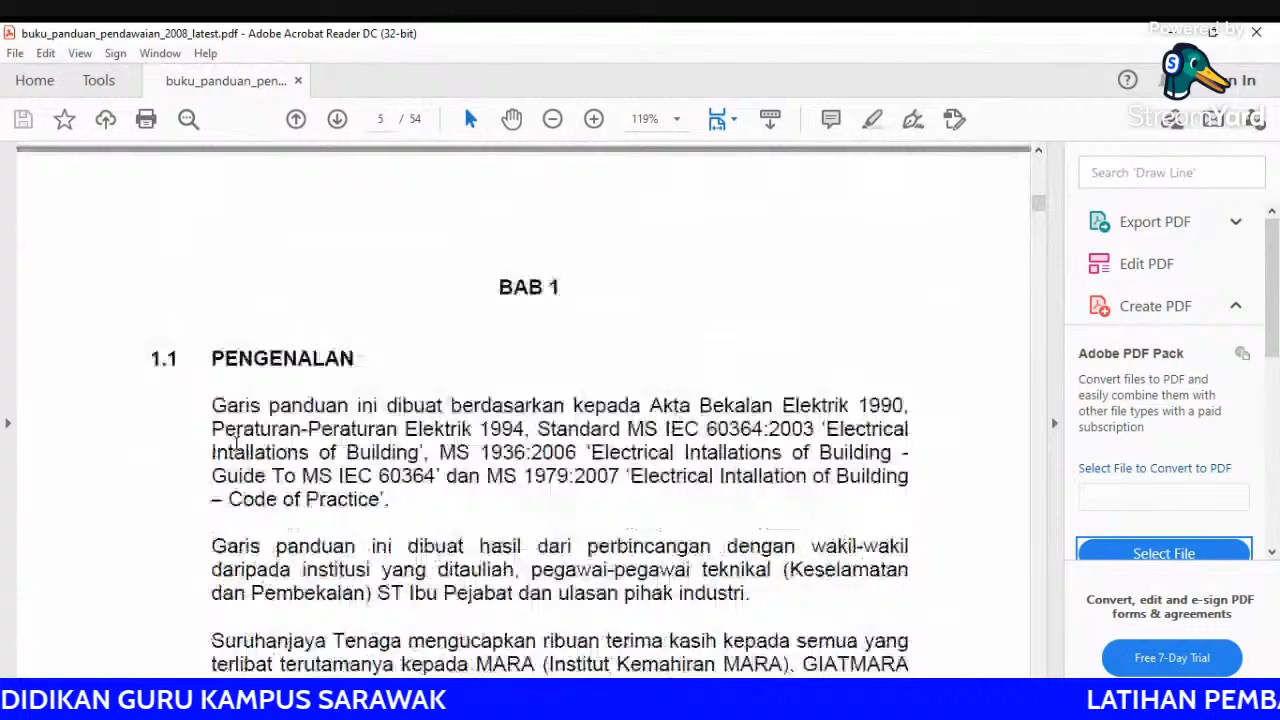 buku_panduan_pendawaian_2008_latest.pdf - Adobe Acrobat Reader DC (32-bit)
Powered by
File Edit View Sign Window Help
Home Tools buku_panduan_pen...
In
StreamYard
5 / 54 119%
Search 'Draw Line'
Export PDF
Edit PDF
Create PDF
Adobe PDF Pack
Convert files to PDF and
easily combine them with
other file types with a paid
subscription
Select File to Convert to PDF
Select File
Convert, edit and e-sign PDF
forms & agreements
Free 7-Day Trial
BAB 1
1.1 PENGENALAN
Garis panduan ini dibuat berdasarkan kepada Akta Bekalan Elektrik 1990,
Peraturan-Peraturan Elektrik 1994, Standard MS IEC 60364:2003 ‘Electrical
Intallations of Building’, MS 1936:2006 ‘Electrical Intallations of Building -
Guide To MS IEC 60364’ dan MS 1979:2007 ‘Electrical Intallation of Building
– Code of Practice’.
Garis panduan ini dibuat hasil dari perbincangan dengan wakil-wakil
daripada institusi yang ditauliah, pegawai-pegawai teknikal (Keselamatan
dan Pembekalan) ST Ibu Pejabat dan ulasan pihak industri.
Suruhanjaya Tenaga mengucapkan ribuan terima kasih kepada semua yang
terlibat terutamanya kepada MARA (Institut Kemahiran MARA), GIATMARA
DIDIKAN GURU KAMPUS SARAWAK LATIHAN PEMBA